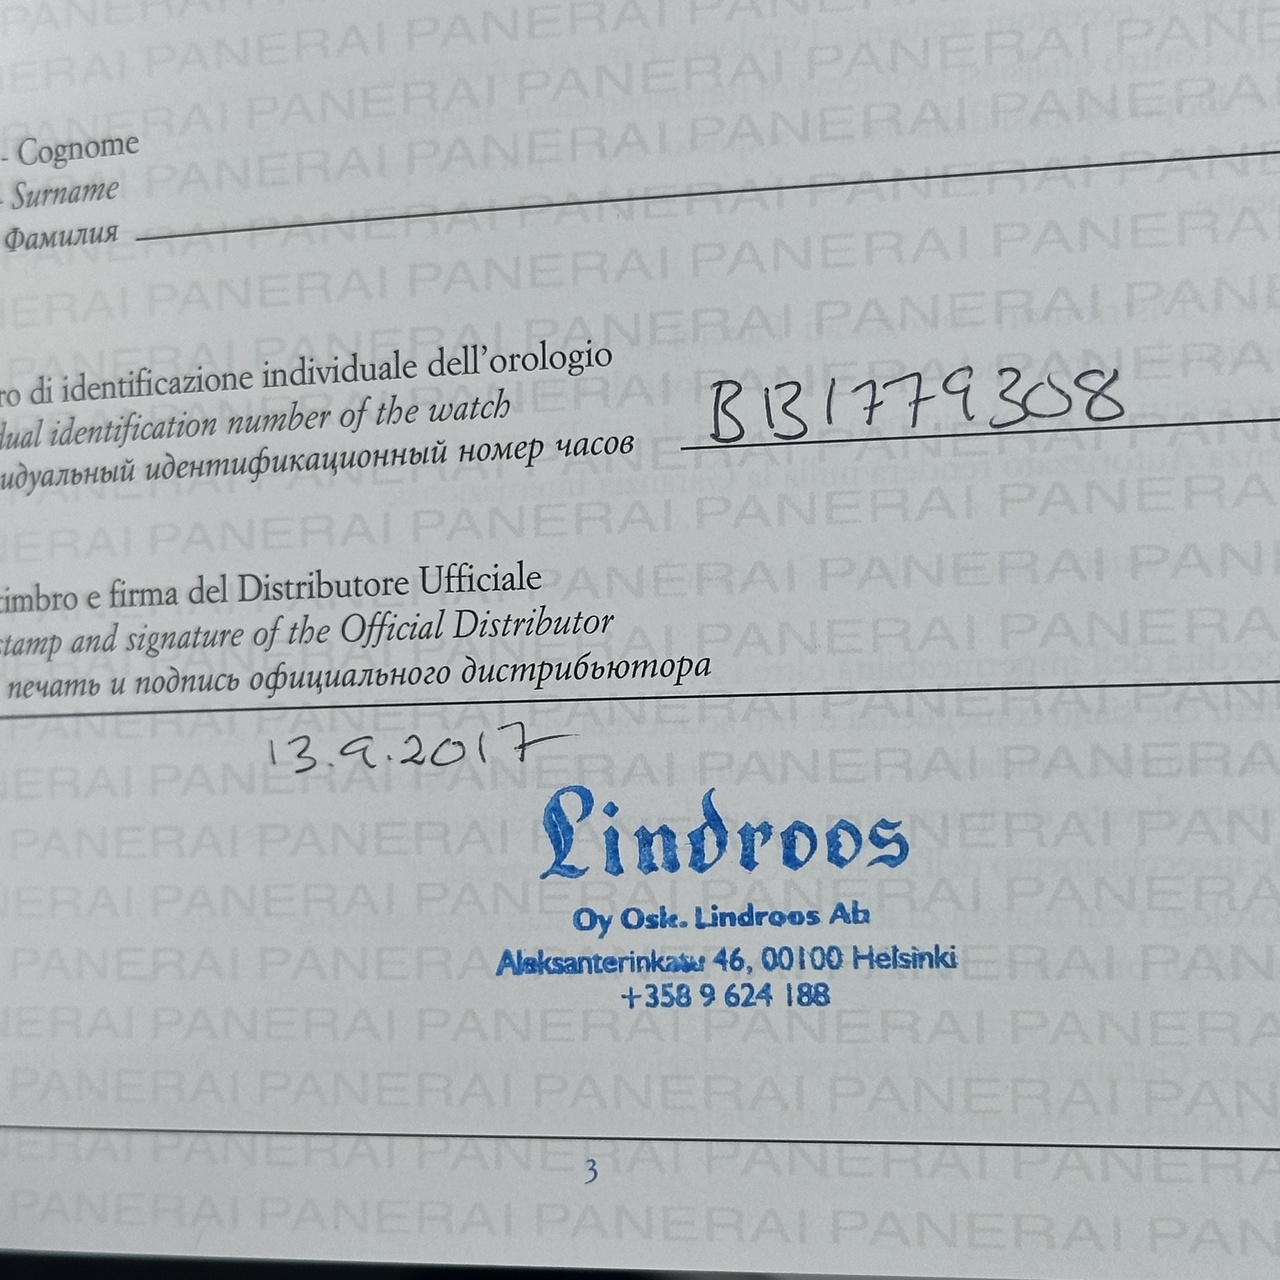 - Cognome
- Surname
Фамилия
ro di identificazione individuale dell'orologio
dual identification number of the watch
идуальный идентификационный номер часов
BB1779308
timbro e firma del Distributore Ufficiale
stamp and signature of the Official Distributor
печать и подпись официального дистрибьютора
13.9.2017
Lindroos
Oy Osk. Lindroos Ab
Aleksanterinkatu 46, 00100 Helsinki
+358 9 624 188
3